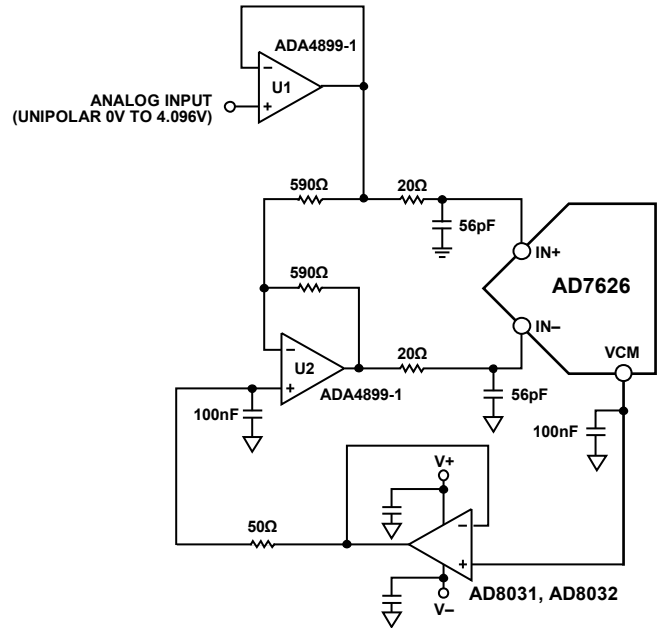 ADA4899-1
−
U1
+
ANALOG INPUT
(UNIPOLAR 0V TO 4.096V)
590Ω
20Ω
56pF
IN+
AD7626
590Ω
IN–
−
U2
+
20Ω
VCM
ADA4899-1
56pF
100nF
100nF
V+
−
50Ω
+
AD8031, AD8032
V–